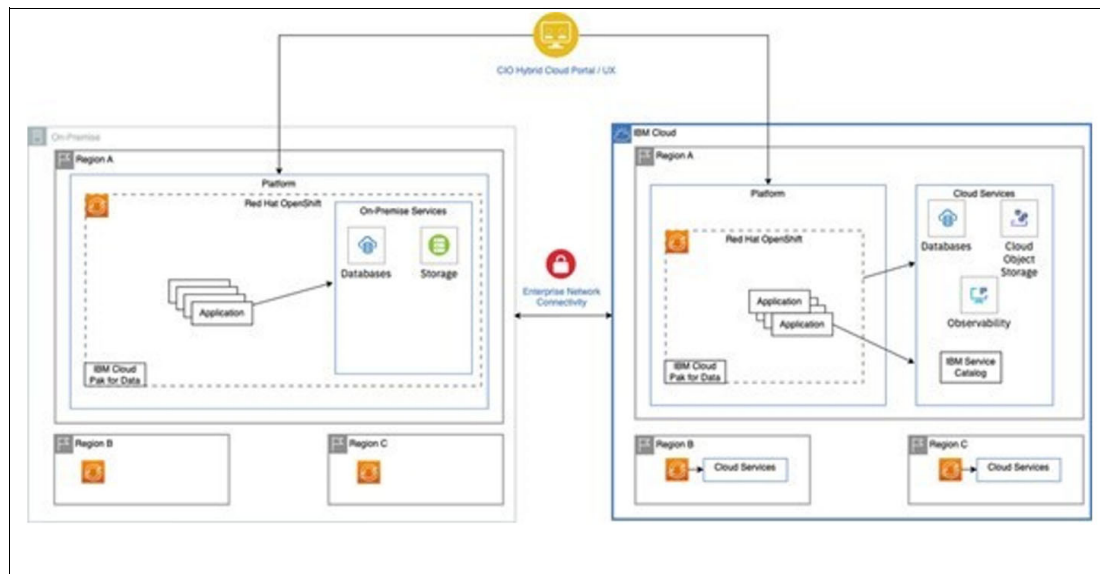 CIO Hybrid Cloud Portal / UX
On-Premise
Region A
Platform
Red Hat OpenShift
On-Premise Services
Databases
Storage
Application
IBM Cloud
Pak for Data
Region B
Region C
Enterprise Network
Connectivity
IBM Cloud
Region A
Platform
Red Hat OpenShift
Application
Application
IBM Cloud
Pak for Data
Cloud Services
Databases
Cloud
Object
Storage
Observability
IBM Service
Catalog
Region B
Cloud Services
Region C
Cloud Services